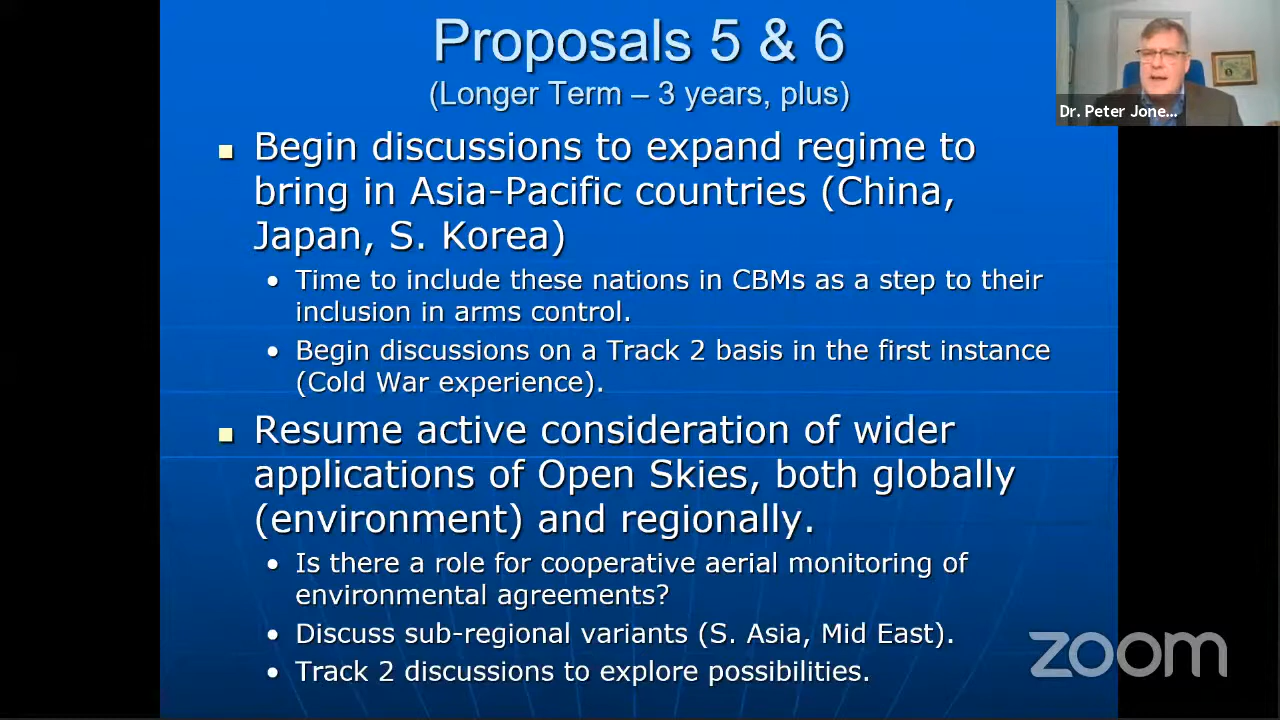 Proposals 5 & 6
(Longer Term – 3 years, plus)
Dr. Peter Jone...
Begin discussions to expand regime to
bring in Asia-Pacific countries (China,
Japan, S. Korea)
Time to include these nations in CBMs as a step to their
inclusion in arms control.
Begin discussions on a Track 2 basis in the first instance
(Cold War experience).
Resume active consideration of wider
applications of Open Skies, both globally
(environment) and regionally.
Is there a role for cooperative aerial monitoring of
environmental agreements?
Discuss sub-regional variants (S. Asia, Mid East).
Track 2 discussions to explore possibilities.
zoom